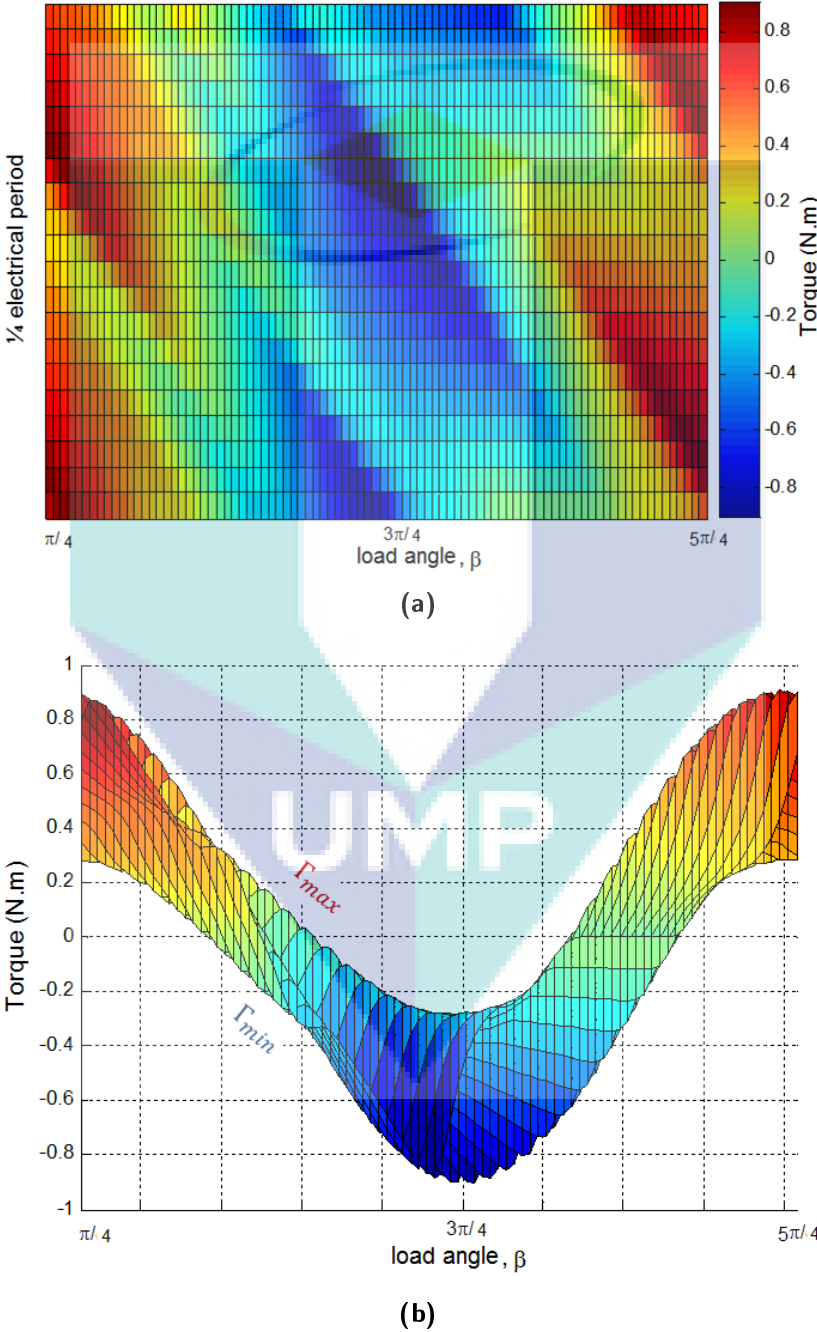 0.8
0.6
0.4
0.2
0
-0.2
-0.4
-0.6
-0.8
Torque (N.m)
¼ electrical period
π/4
3π/4
5π/4
load angle, β
(a)
1
0.8
0.6
0.4
0.2
0
-0.2
-0.4
-0.6
-0.8
-1
Torque (N.m)
UMP
Γmax
Γmin
π/4
3π/4
5π/4
load angle, β
(b)